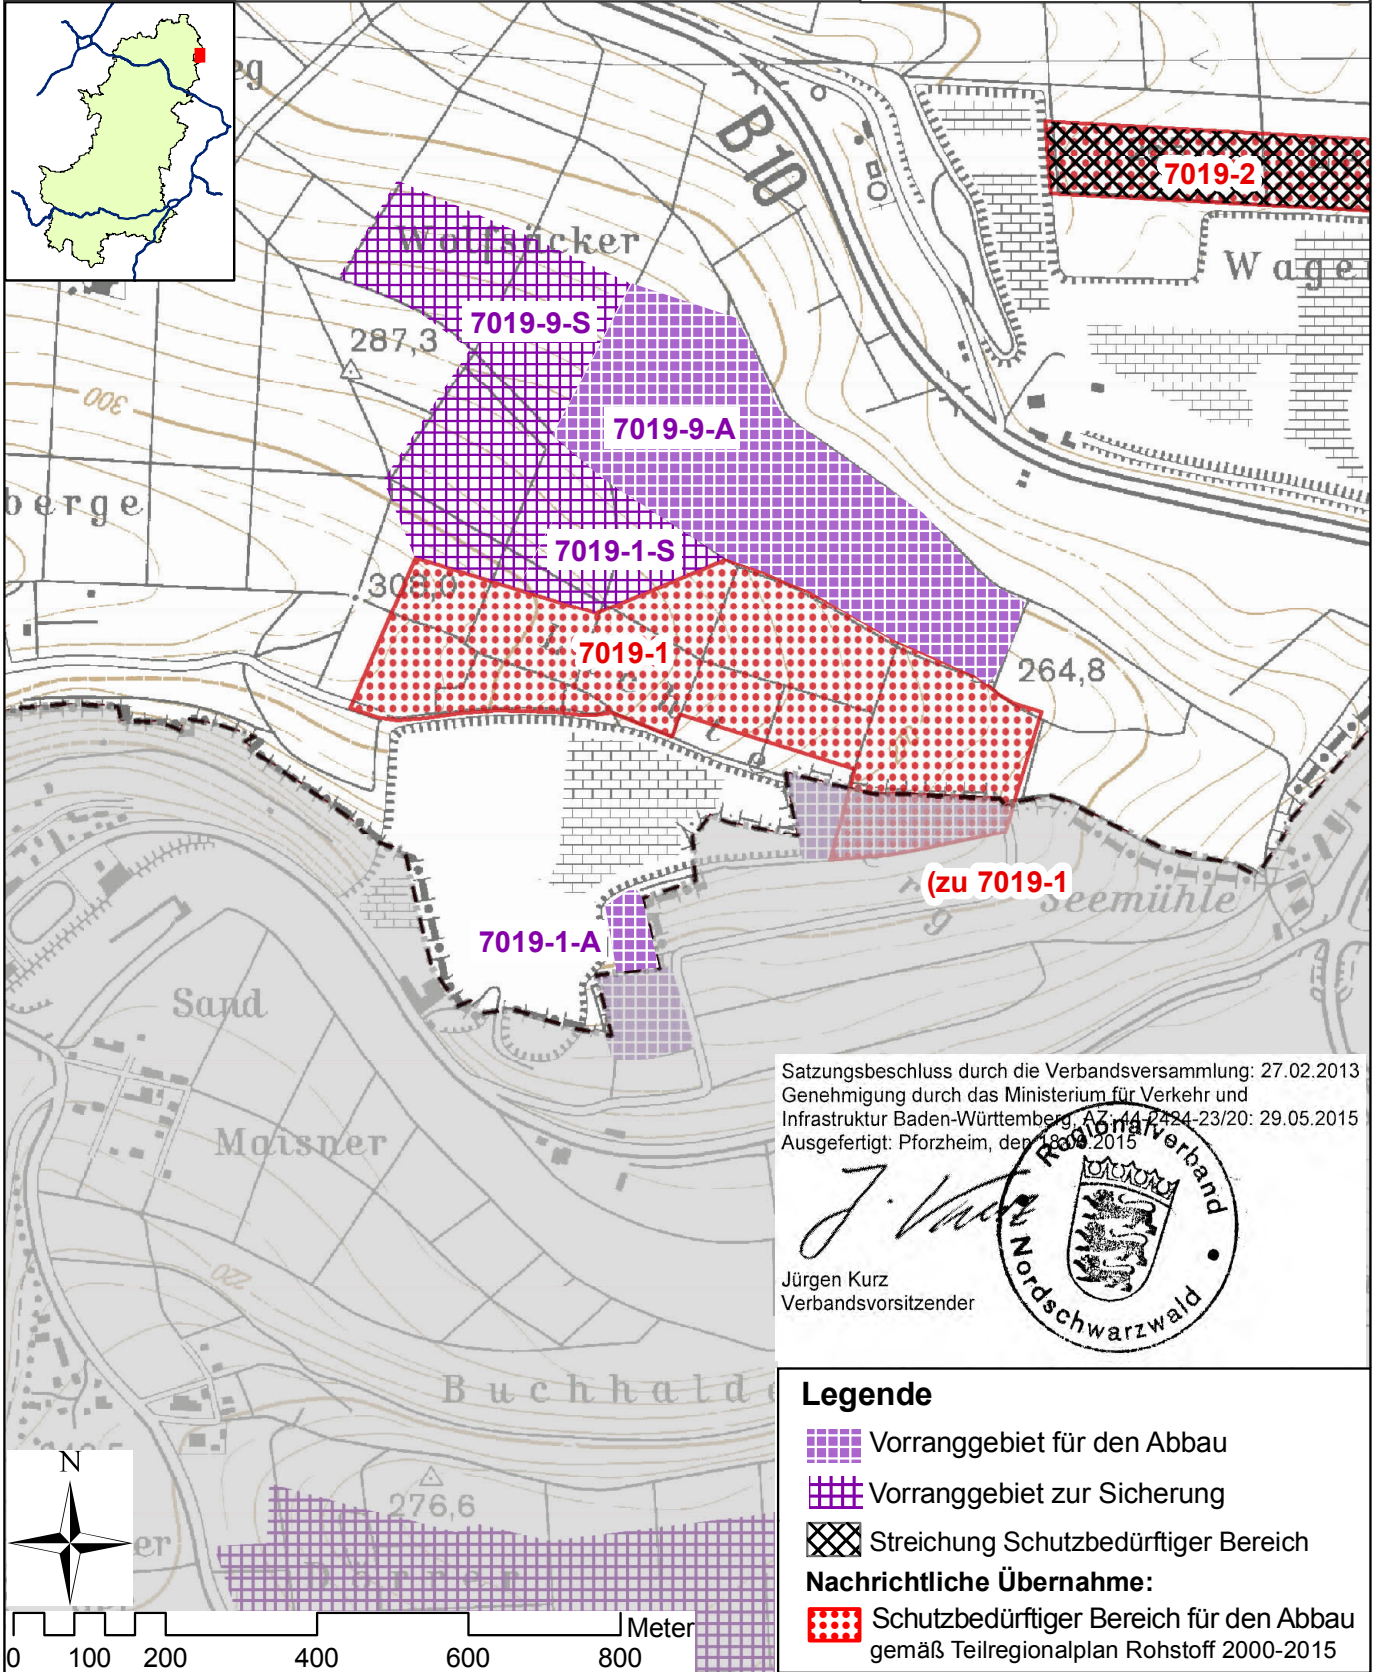 eg
B 10
7019-2
Wolfsäcker
Wage
7019-9-S
287,3
300
7019-9-A
berge
7019-1-S
308,0
7019-1
264,8
(zu 7019-1
Seemühle
7019-1-A
Sand
Maisner
220
Satzungsbeschluss durch die Verbandsversammlung: 27.02.2013
Genehmigung durch das Ministerium für Verkehr und
Infrastruktur Baden-Württemberg, AZ: 44-2424-23/20: 29.05.2015
Ausgefertigt: Pforzheim, den 2015
Regionalverband
Nordschwarzwald
Jürgen Kurz
Verbandsvorsitzender
Buchhalde
276,6
Dörrer
er
N
0 100 200 400 600 800 Meter
Legende
Vorranggebiet für den Abbau
Vorranggebiet zur Sicherung
Streichung Schutzbedürftiger Bereich
Nachrichtliche Übernahme:
Schutzbedürftiger Bereich für den Abbau
gemäß Teilregionalplan Rohstoff 2000-2015